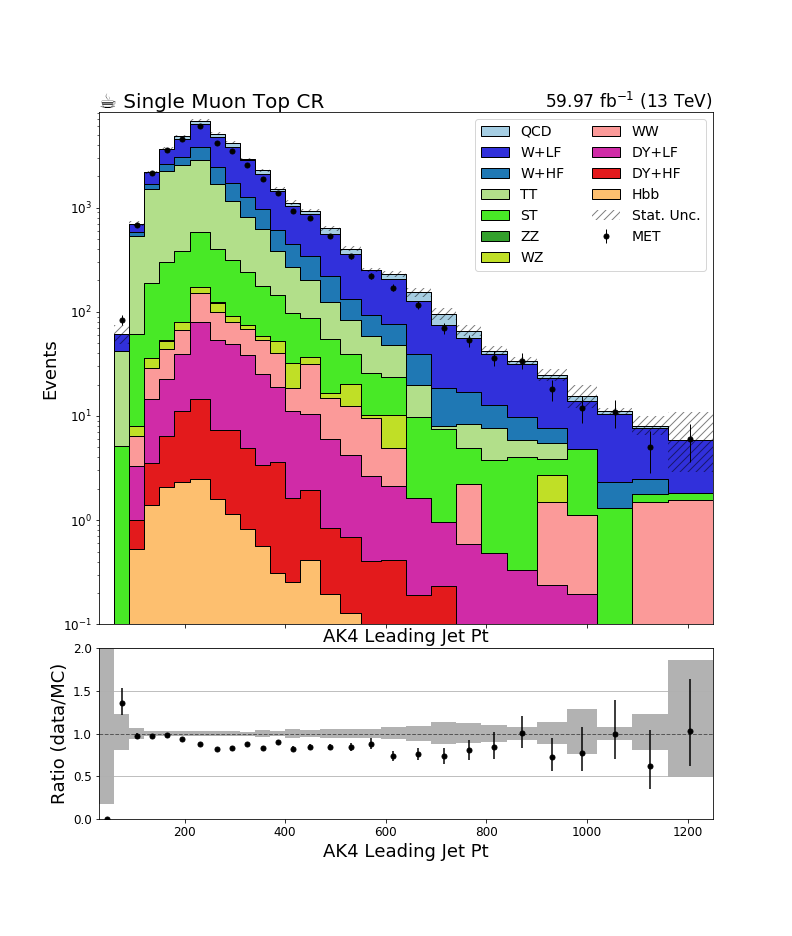 ☕ Single Muon Top CR 59.97 fb⁻¹ (13 TeV)
QCD WW
W+LF DY+LF
W+HF DY+HF
TT Hbb
ST Stat. Unc.
ZZ MET
WZ
Events
10³
10²
10¹
10⁰
10⁻¹
AK4 Leading Jet Pt
Ratio (data/MC)
2.0
1.5
1.0
0.5
0.0
200 400 600 800 1000 1200
AK4 Leading Jet Pt